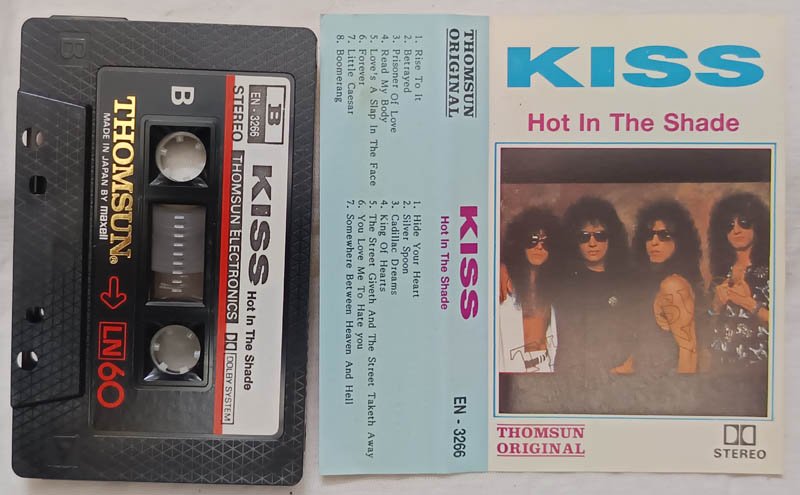 B
B
THOMSUN®
MADE IN JAPAN BY maxell
LN60
B
STEREO
EN - 3266
KISS
Hot In The Shade
THOMSUN ELECTRONICS
DOLBY SYSTEM
THOMSUN
ORIGINAL
1. Rise To It
2. Betrayed
3. Prisoner Of Love
4. Read My Body
5. Love's A Slap In The Face
6. Forever
7. Little Caesar
8. Boomerang
KISS
Hot In The Shade
1. Hide Your Heart
2. Silver Spoon
3. Cadillac Dreams
4. King Of Hearts
5. The Street Giveth And The Street Taketh Away
6. You Love Me To Hate you
7. Somewhere Between Heaven And Hell
EN - 3266
KISS
Hot In The Shade
THOMSUN
ORIGINAL
STEREO